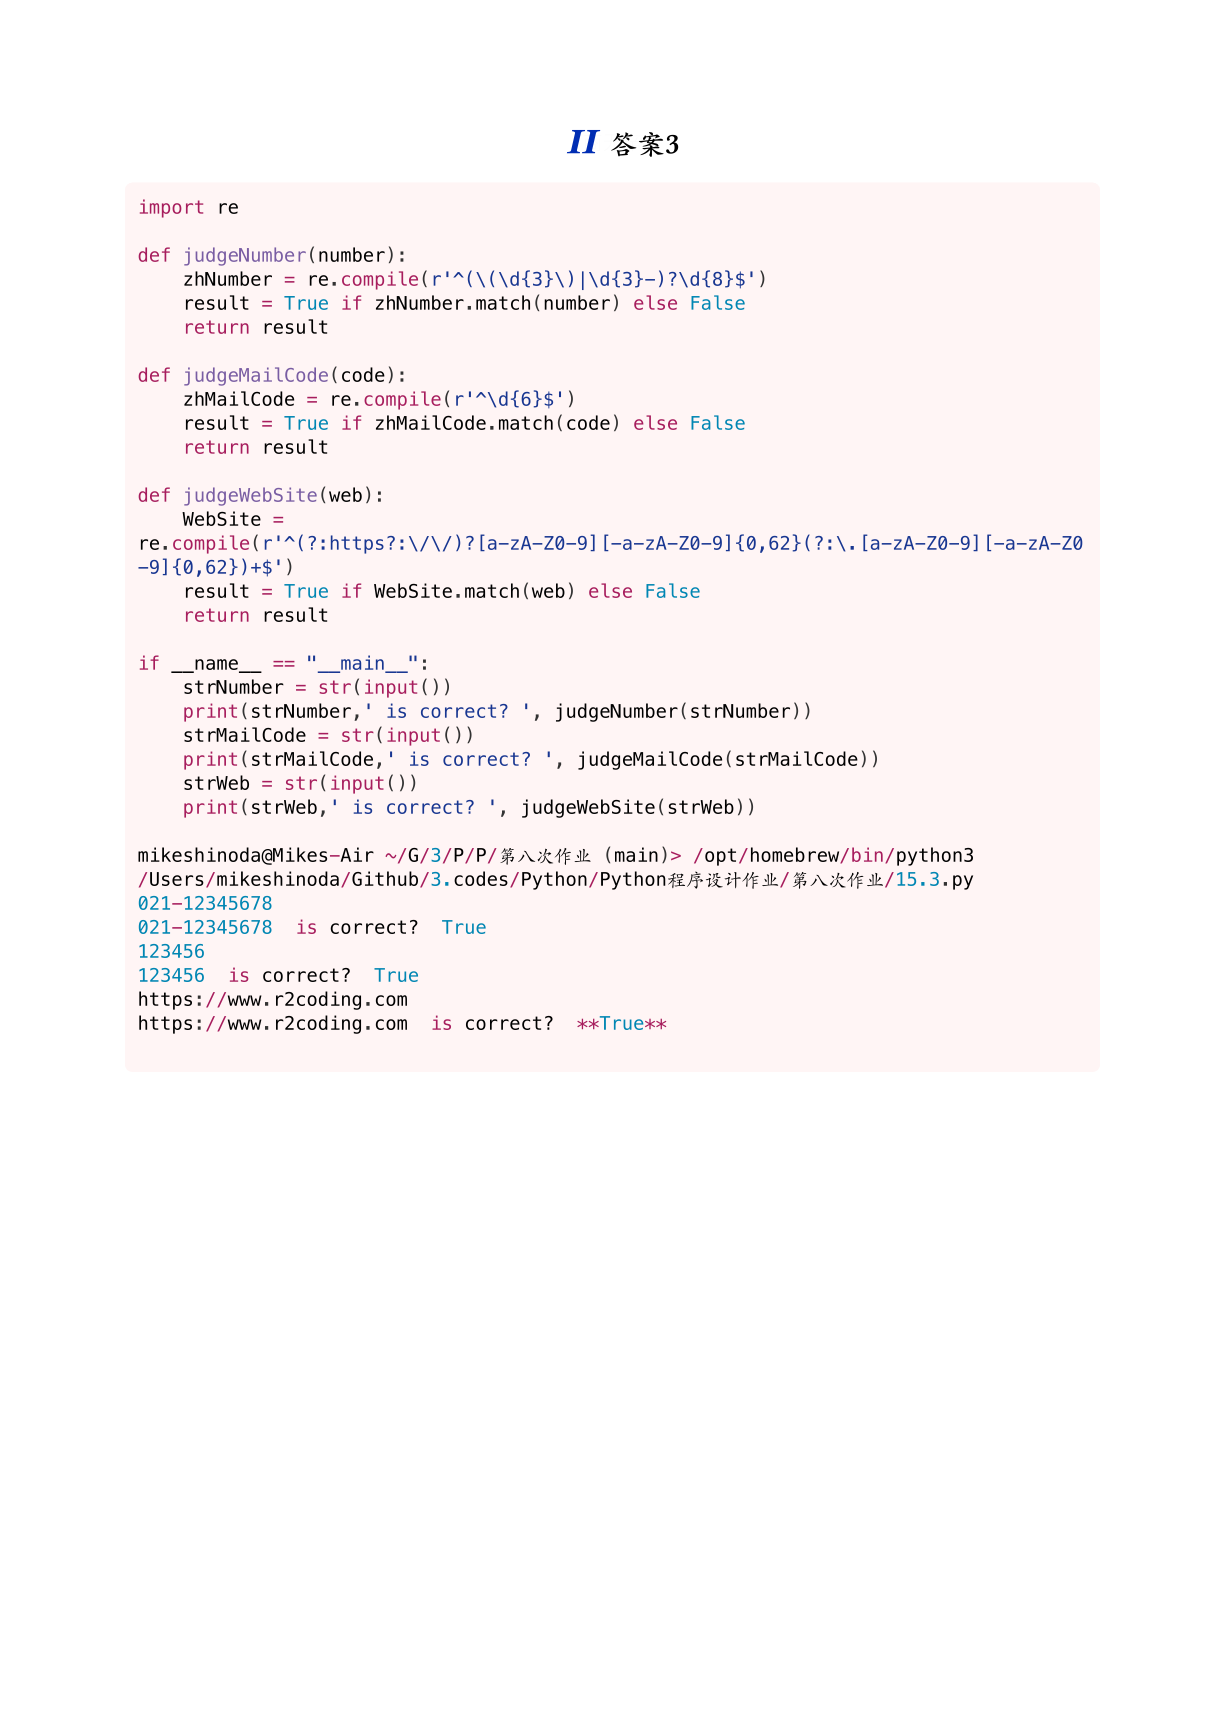 II 答案3
import re
def judgeNumber(number):
    zhNumber = re.compile(r'^(\(\d{3}\)|\d{3}-)?\d{8}$')
    result = True if zhNumber.match(number) else False
    return result
def judgeMailCode(code):
    zhMailCode = re.compile(r'^\d{6}$')
    result = True if zhMailCode.match(code) else False
    return result
def judgeWebSite(web):
    WebSite =
re.compile(r'^(?:https?:\/\/)?[a-zA-Z0-9][-a-zA-Z0-9]{0,62}(?:\.[a-zA-Z0-9][-a-zA-Z0
-9]{0,62})+$')
    result = True if WebSite.match(web) else False
    return result
if __name__ == "__main__":
    strNumber = str(input())
    print(strNumber,' is correct? ', judgeNumber(strNumber))
    strMailCode = str(input())
    print(strMailCode,' is correct? ', judgeMailCode(strMailCode))
    strWeb = str(input())
    print(strWeb,' is correct? ', judgeWebSite(strWeb))
mikeshinoda@Mikes-Air ~/G/3/P/P/第八次作业 (main)> /opt/homebrew/bin/python3
/Users/mikeshinoda/Github/3.codes/Python/Python程序设计作业/第八次作业/15.3.py
021-12345678
021-12345678  is correct?  True
123456
123456  is correct?  True
https://www.r2coding.com
https://www.r2coding.com  is correct?  **True**